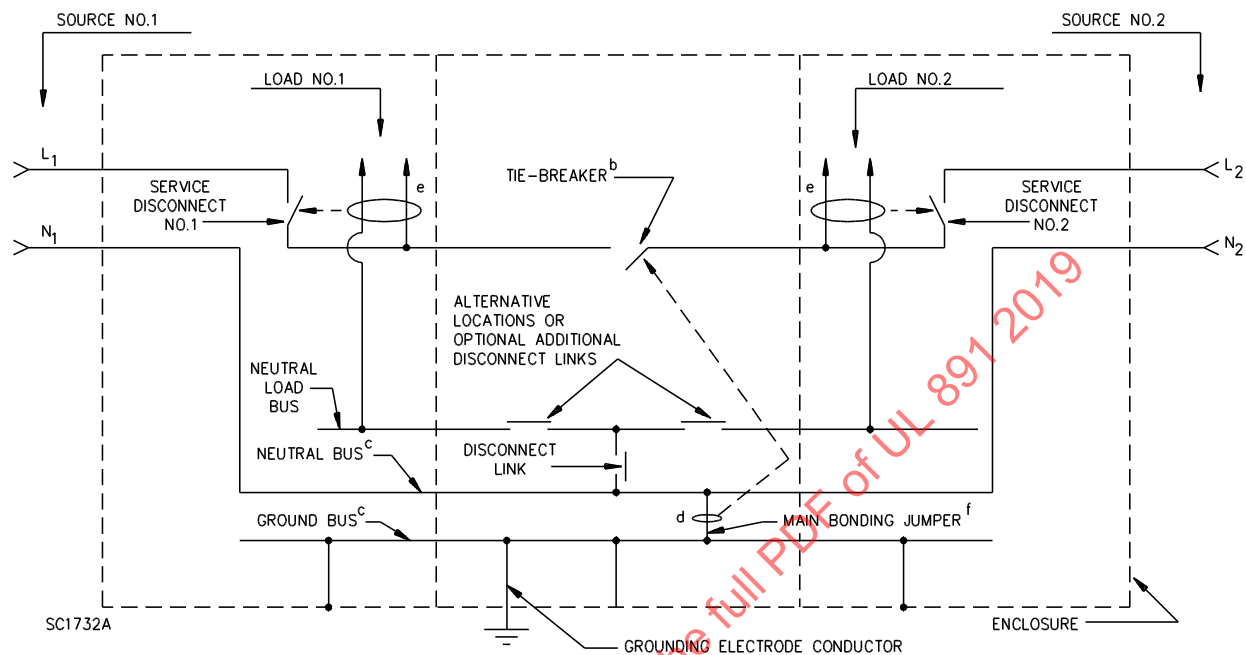 SOURCE NO.1
SOURCE NO.2
LOAD NO.1
LOAD NO.2
L1
L2
TIE-BREAKER b
e
e
SERVICE
DISCONNECT
NO.1
SERVICE
DISCONNECT
NO.2
N1
N2
ALTERNATIVE
LOCATIONS OR
OPTIONAL ADDITIONAL
DISCONNECT LINKS
NEUTRAL
LOAD
BUS
NEUTRAL BUS c
DISCONNECT
LINK
GROUND BUS c
d
MAIN BONDING JUMPER f
SC1732A
ENCLOSURE
GROUNDING ELECTRODE CONDUCTOR
he full PDF of UL 891 2019